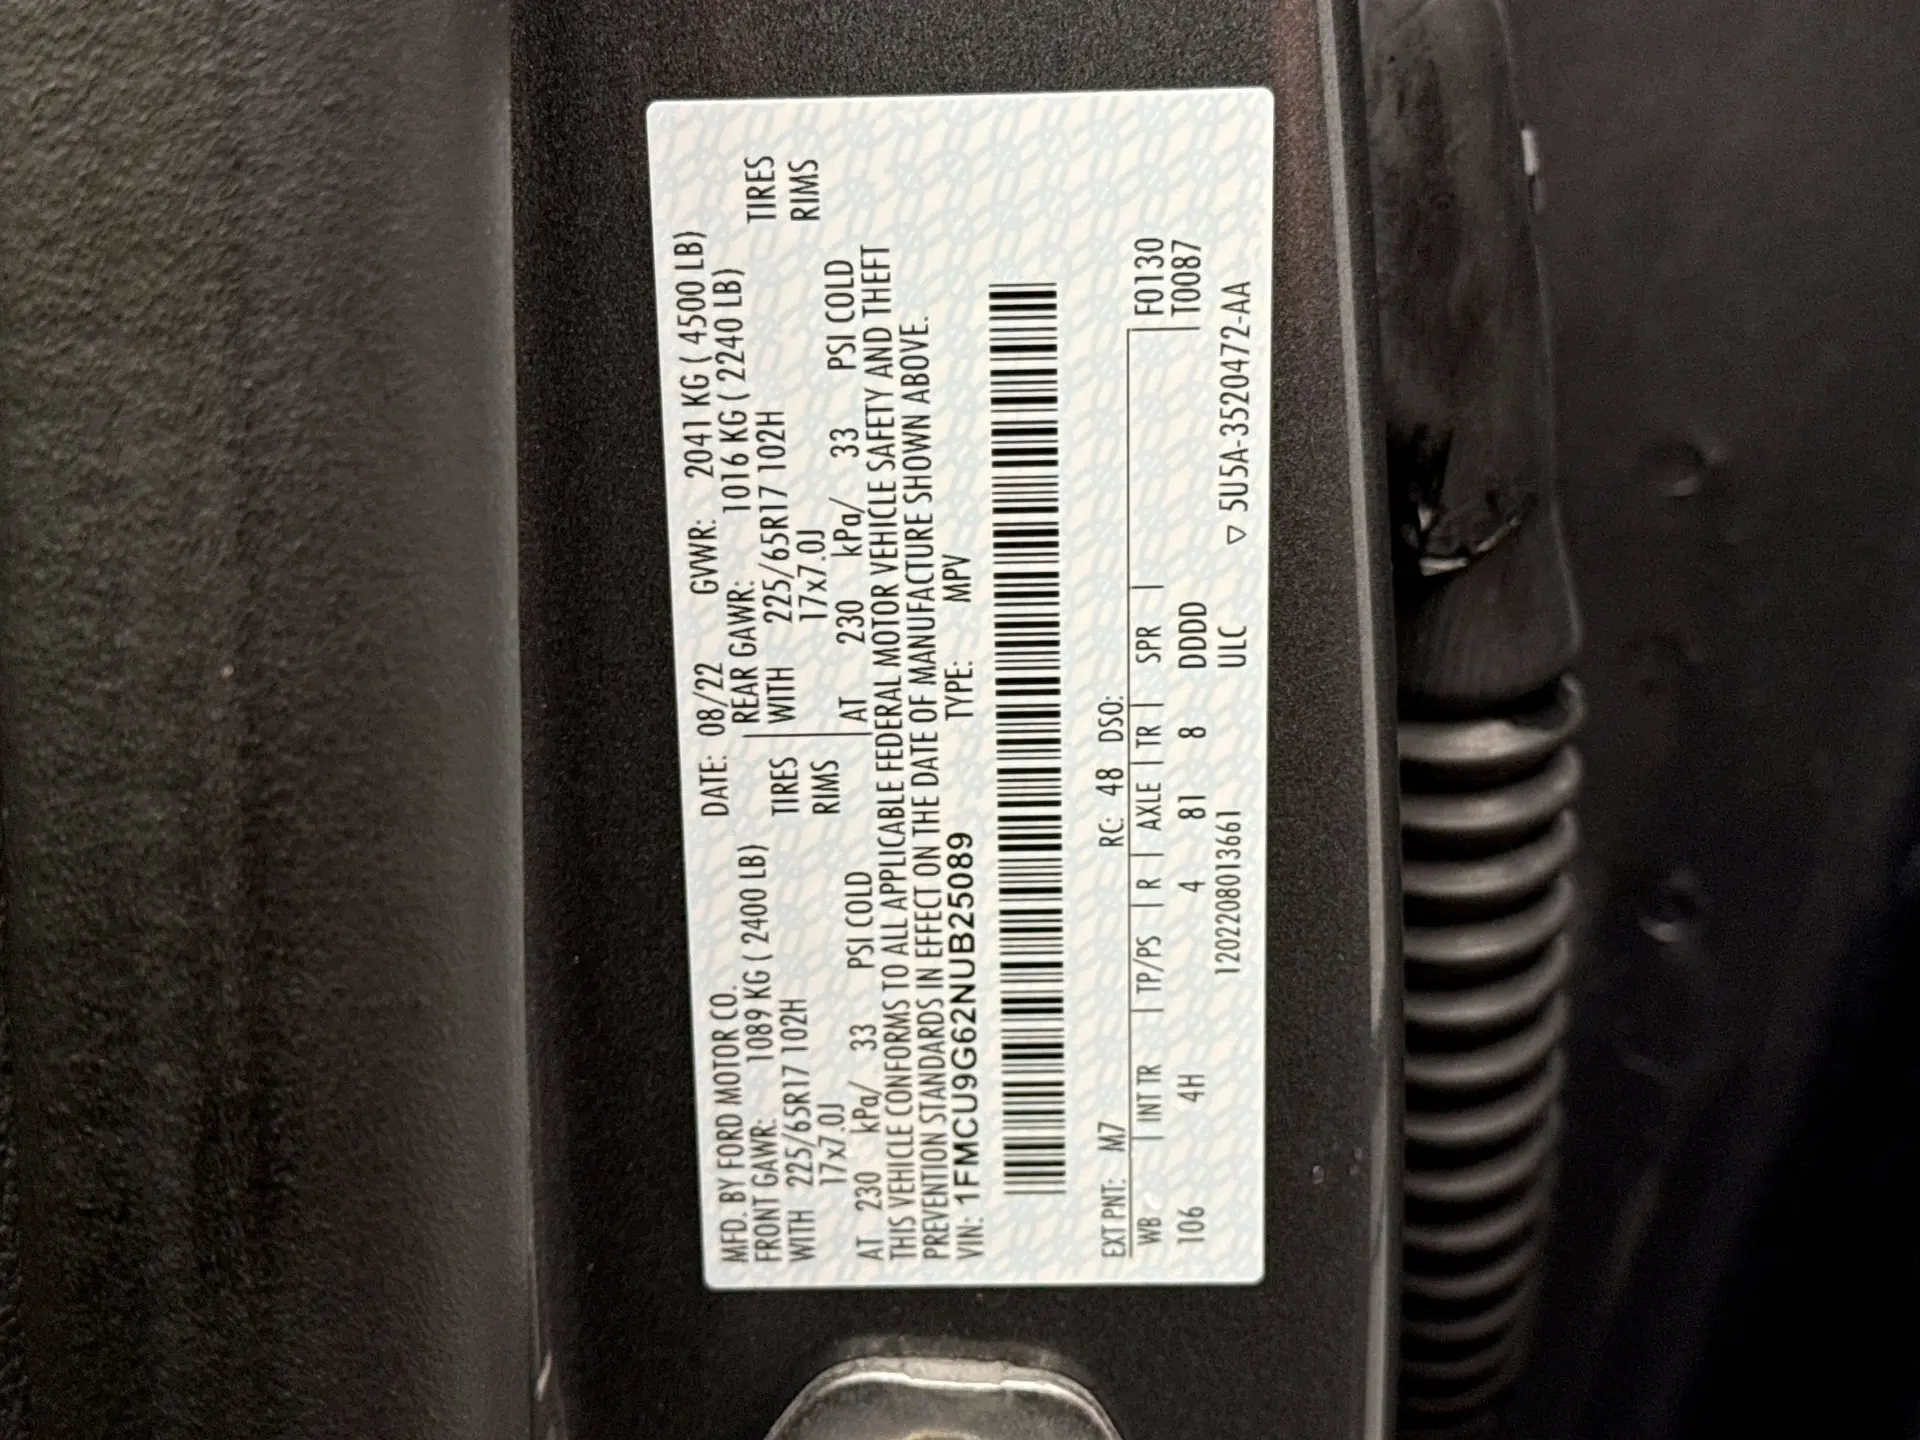 MFD. BY FORD MOTOR CO. DATE: 08/22 GVWR: 2041 KG ( 4500 LB)
FRONT GAWR: 1089 KG ( 2400 LB) REAR GAWR: 1016 KG ( 2240 LB)
WITH 225/65R17 102H TIRES WITH 225/65R17 102H TIRES
17x7.0J RIMS 17x7.0J RIMS
AT 230 kPa/ 33 PSI COLD AT 230 kPa/ 33 PSI COLD
THIS VEHICLE CONFORMS TO ALL APPLICABLE FEDERAL MOTOR VEHICLE SAFETY AND THEFT
PREVENTION STANDARDS IN EFFECT ON THE DATE OF MANUFACTURE SHOWN ABOVE.
VIN: 1FMCU9G62NUB25089 TYPE: MPV
EXT PNT: M7 RC: 48 DSO: F0130
WB INT TR TP/PS R AXLE TR SPR T0087
106 4H 4 81 8 DDDD
1202208013661 ULC ▽ 5U5A-3520472-AA